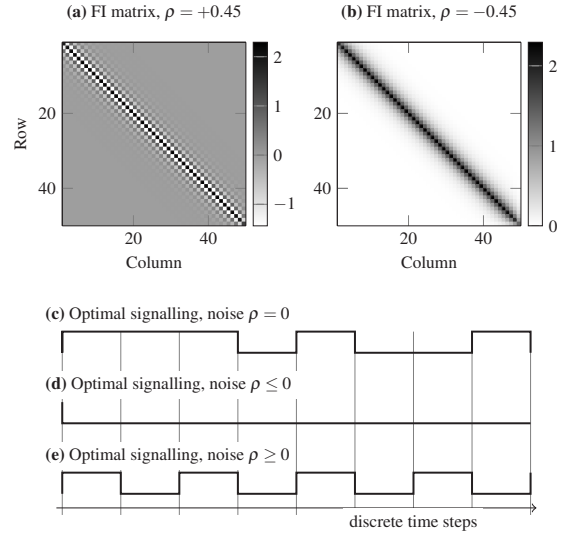 (a) FI matrix, ρ = +0.45
(b) FI matrix, ρ = −0.45
Row
20
40
20
40
Column
2
1
0
−1
20
40
20
40
Column
2
1
0
(c) Optimal signalling, noise ρ = 0
(d) Optimal signalling, noise ρ ≤ 0
(e) Optimal signalling, noise ρ ≥ 0
discrete time steps